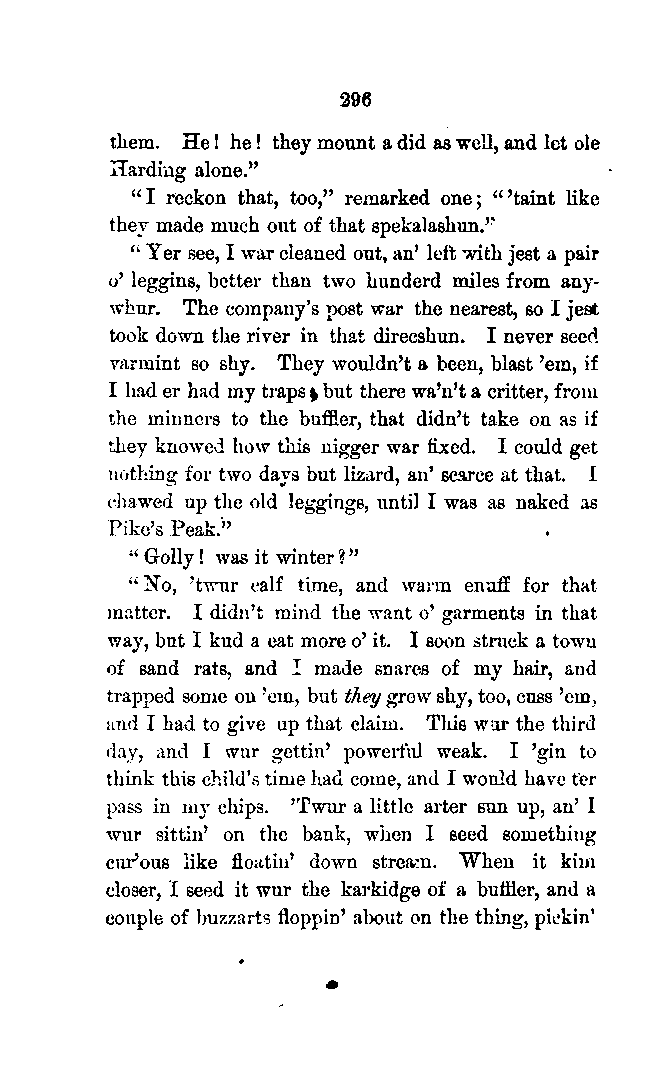 296
them. He! he! they mount a did as well, and let ole
Harding alone."
"I reckon that, too," remarked one; "'taint like
they made much out of that spekalashun."
"Yer see, I war cleaned out, an' left with jest a pair
o' leggins, better than two hunderd miles from any-
whur. The company's post war the nearest, so I jest
took down the river in that direcshun. I never seed
varmint so shy. They wouldn't a been, blast 'em, if
I had er had my traps, but there wa'n't a critter, from
the minners to the buffler, that didn't take on as if
they knowed how this nigger war fixed. I could get
nothing for two days but lizard, an' scarce at that. I
chawed up the old leggings, until I was as naked as
Pike's Peak."
"Golly! was it winter?"
"No, 'twur calf time, and warm enuff for that
matter. I didn't mind the want o' garments in that
way, but I kud a eat more o' it. I soon struck a town
of sand rats, and I made snares of my hair, and
trapped some on 'em, but they grow shy, too, cuss 'em,
and I had to give up that claim. This war the third
day, and I wur gettin' powerful weak. I 'gin to
think this child's time had come, and I would have ter
pass in my chips. 'Twur a little arter sun up, an' I
wur sittin' on the bank, when I seed something
cur'ous like floatin' down stream. When it kim
closer, I seed it wur the karkidge of a buffler, and a
couple of buzzarts floppin' about on the thing, pickin'